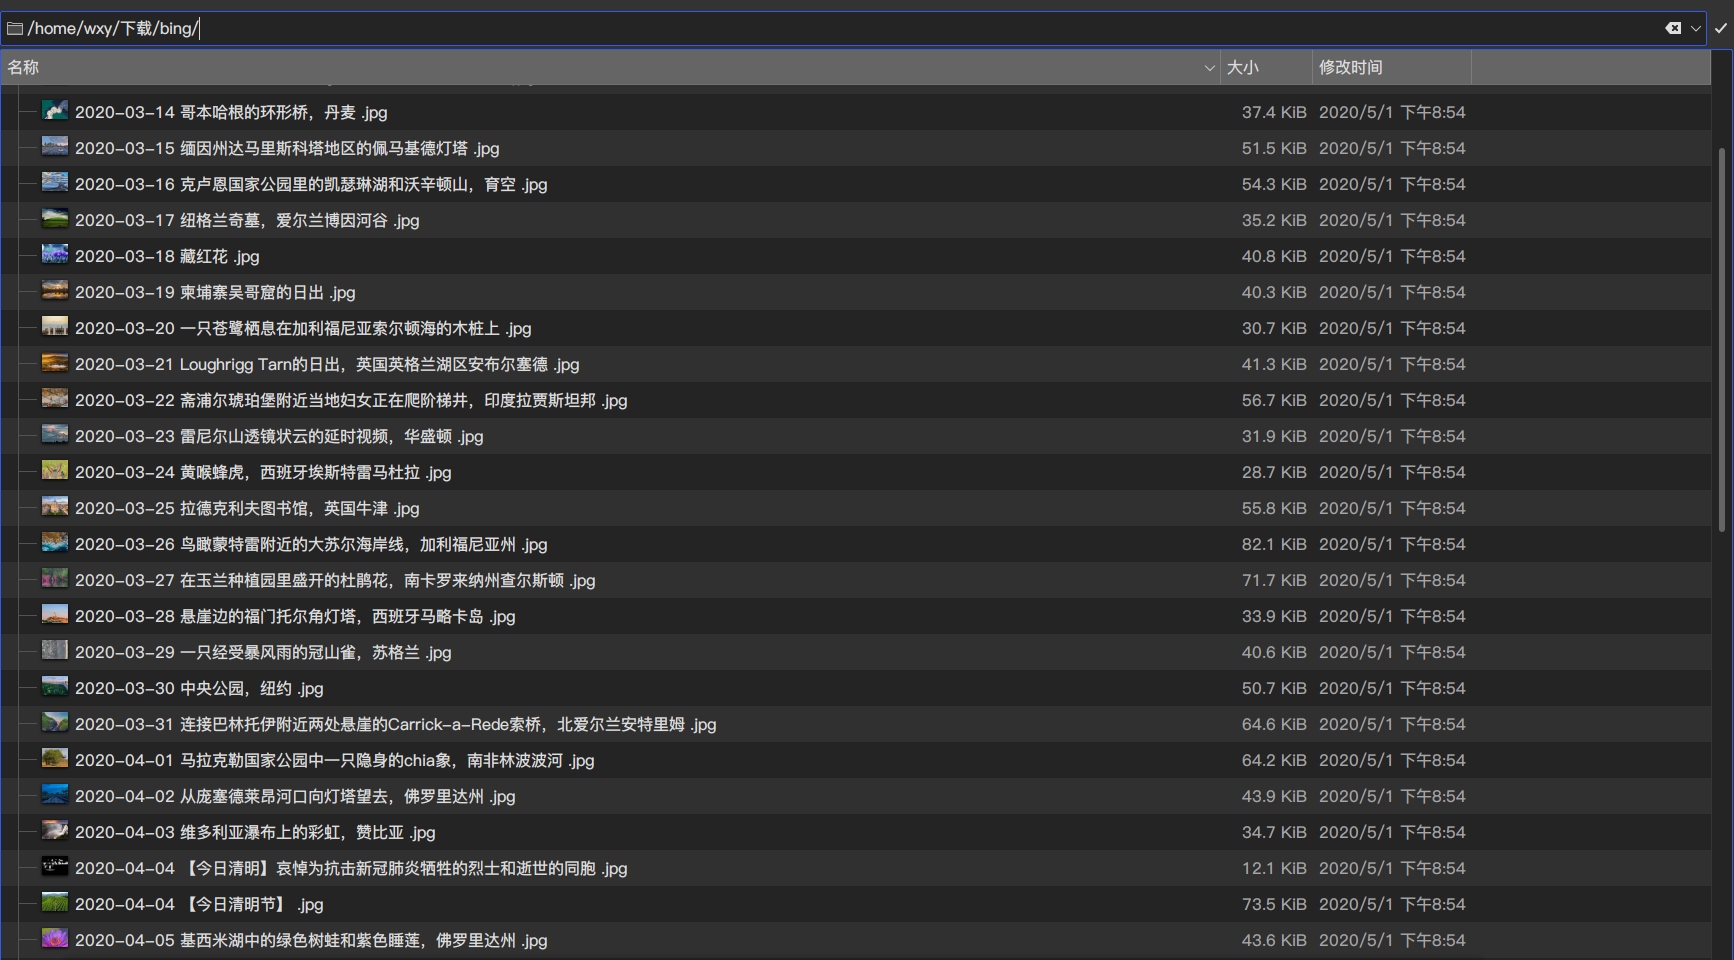 /home/wxy/下载/bing/
名称 大小 修改时间
2020-03-14 哥本哈根的环形桥，丹麦 .jpg 37.4 KiB 2020/5/1 下午8:54
2020-03-15 缅因州达马里斯科塔地区的佩马基德灯塔 .jpg 51.5 KiB 2020/5/1 下午8:54
2020-03-16 克卢恩国家公园里的凯瑟琳湖和沃辛顿山，育空 .jpg 54.3 KiB 2020/5/1 下午8:54
2020-03-17 纽格兰奇墓，爱尔兰博因河谷 .jpg 35.2 KiB 2020/5/1 下午8:54
2020-03-18 藏红花 .jpg 40.8 KiB 2020/5/1 下午8:54
2020-03-19 柬埔寨吴哥窟的日出 .jpg 40.3 KiB 2020/5/1 下午8:54
2020-03-20 一只苍鹭栖息在加利福尼亚索尔顿海的木桩上 .jpg 30.7 KiB 2020/5/1 下午8:54
2020-03-21 Loughrigg Tarn的日出，英国英格兰湖区安布尔塞德 .jpg 41.3 KiB 2020/5/1 下午8:54
2020-03-22 斋浦尔琥珀堡附近当地妇女正在爬阶梯井，印度拉贾斯坦邦 .jpg 56.7 KiB 2020/5/1 下午8:54
2020-03-23 雷尼尔山透镜状云的延时视频，华盛顿 .jpg 31.9 KiB 2020/5/1 下午8:54
2020-03-24 黄喉蜂虎，西班牙埃斯特雷马杜拉 .jpg 28.7 KiB 2020/5/1 下午8:54
2020-03-25 拉德克利夫图书馆，英国牛津 .jpg 55.8 KiB 2020/5/1 下午8:54
2020-03-26 鸟瞰蒙特雷附近的大苏尔海岸线，加利福尼亚州 .jpg 82.1 KiB 2020/5/1 下午8:54
2020-03-27 在玉兰种植园里盛开的杜鹃花，南卡罗来纳州查尔斯顿 .jpg 71.7 KiB 2020/5/1 下午8:54
2020-03-28 悬崖边的福门托尔角灯塔，西班牙马略卡岛 .jpg 33.9 KiB 2020/5/1 下午8:54
2020-03-29 一只经受暴风雨的冠山雀，苏格兰 .jpg 40.6 KiB 2020/5/1 下午8:54
2020-03-30 中央公园，纽约 .jpg 50.7 KiB 2020/5/1 下午8:54
2020-03-31 连接巴林托伊附近两处悬崖的Carrick-a-Rede索桥，北爱尔兰安特里姆 .jpg 64.6 KiB 2020/5/1 下午8:54
2020-04-01 马拉克勒国家公园中一只隐身的chia象，南非林波波河 .jpg 64.2 KiB 2020/5/1 下午8:54
2020-04-02 从庞塞德莱昂河口向灯塔望去，佛罗里达州 .jpg 43.9 KiB 2020/5/1 下午8:54
2020-04-03 维多利亚瀑布上的彩虹，赞比亚 .jpg 34.7 KiB 2020/5/1 下午8:54
2020-04-04 【今日清明】哀悼为抗击新冠肺炎牺牲的烈士和逝世的同胞 .jpg 12.1 KiB 2020/5/1 下午8:54
2020-04-04 【今日清明节】 .jpg 73.5 KiB 2020/5/1 下午8:54
2020-04-05 基西米湖中的绿色树蛙和紫色睡莲，佛罗里达州 .jpg 43.6 KiB 2020/5/1 下午8:54